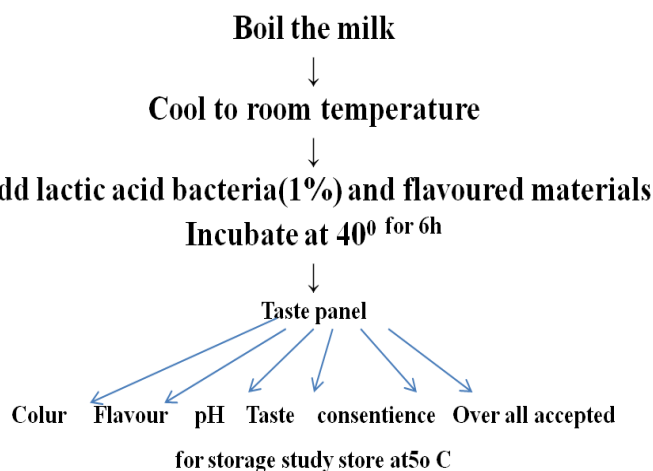 Boil the milk
↓
Cool to room temperature
↓
dd lactic acid bacteria(1%) and flavoured materials
Incubate at 40⁰ for 6h
↓
Taste panel
Colur Flavour pH Taste consentience Over all accepted
for storage study store at5o C